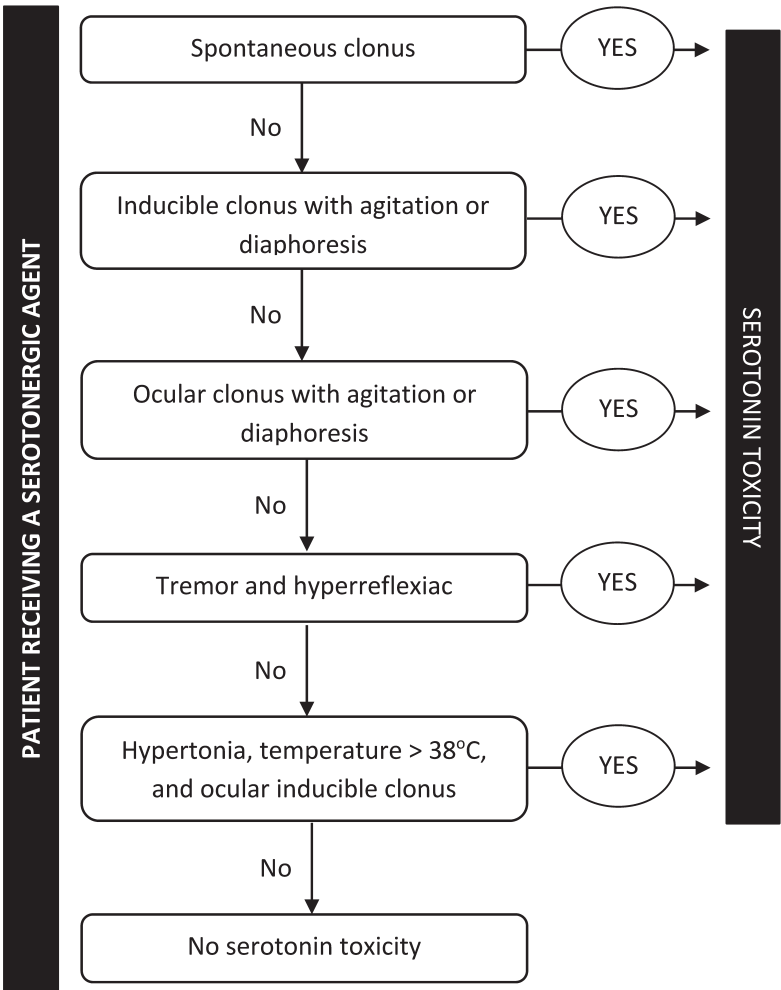 PATIENT RECEIVING A SEROTONERGIC AGENT
Spontaneous clonus
YES
No
Inducible clonus with agitation or
diaphoresis
YES
No
Ocular clonus with agitation or
diaphoresis
YES
No
Tremor and hyperreflexiac
YES
No
Hypertonia, temperature > 38°C,
and ocular inducible clonus
YES
No
No serotonin toxicity
SEROTONIN TOXICITY